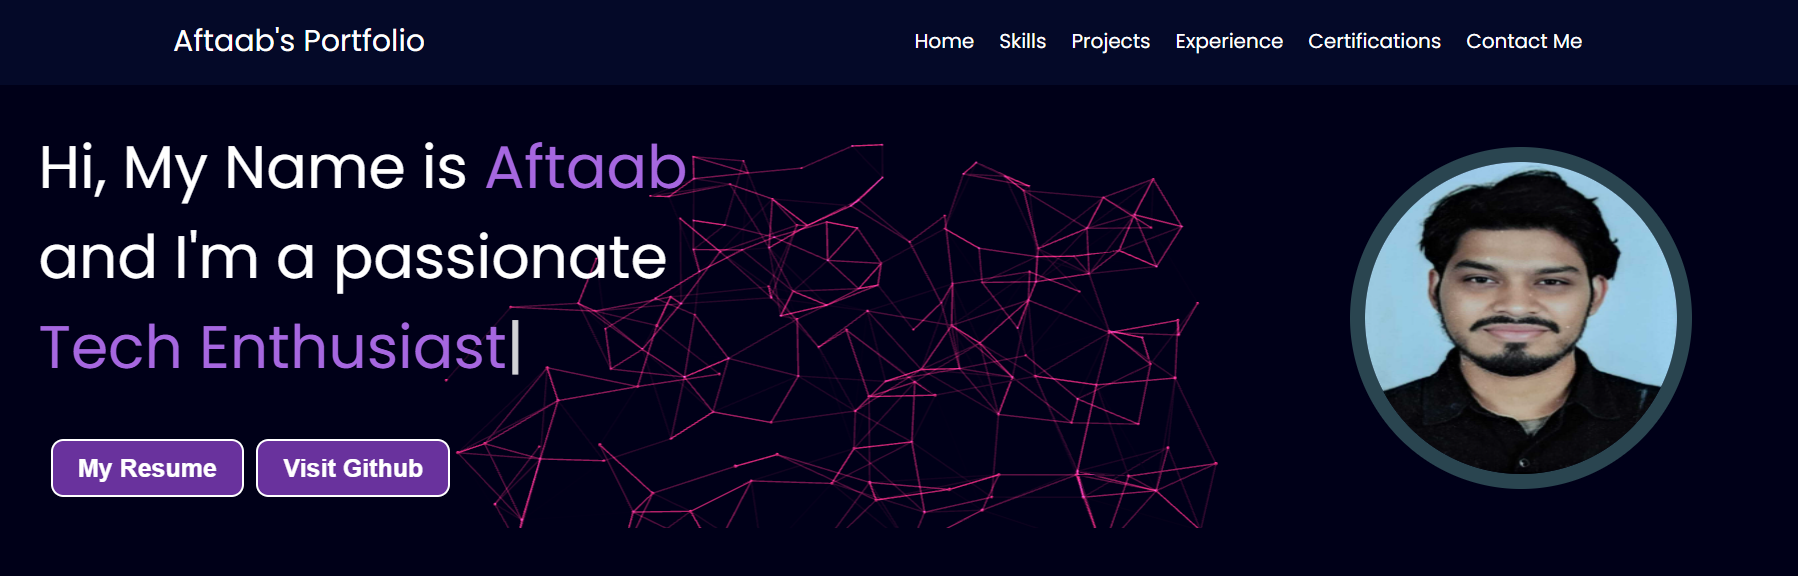 Aftaab's Portfolio
Home Skills Projects Experience Certifications Contact Me
Hi, My Name is Aftaab
and I'm a passionate
Tech Enthusiast|
My Resume Visit Github